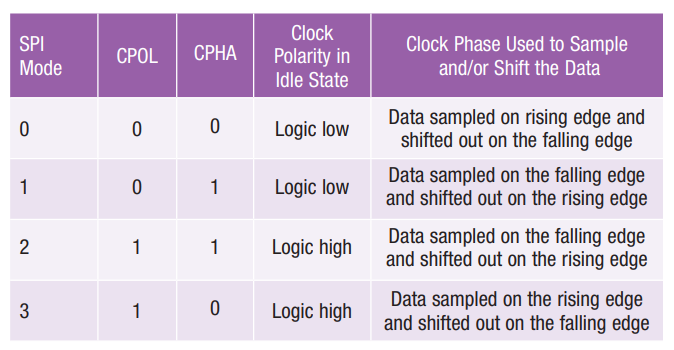 SPI Mode CPOL CPHA Clock Polarity in Idle State Clock Phase Used to Sample and/or Shift the Data
0 0 0 Logic low Data sampled on rising edge and shifted out on the falling edge
1 0 1 Logic low Data sampled on the falling edge and shifted out on the rising edge
2 1 1 Logic high Data sampled on the falling edge and shifted out on the rising edge
3 1 0 Logic high Data sampled on the rising edge and shifted out on the falling edge